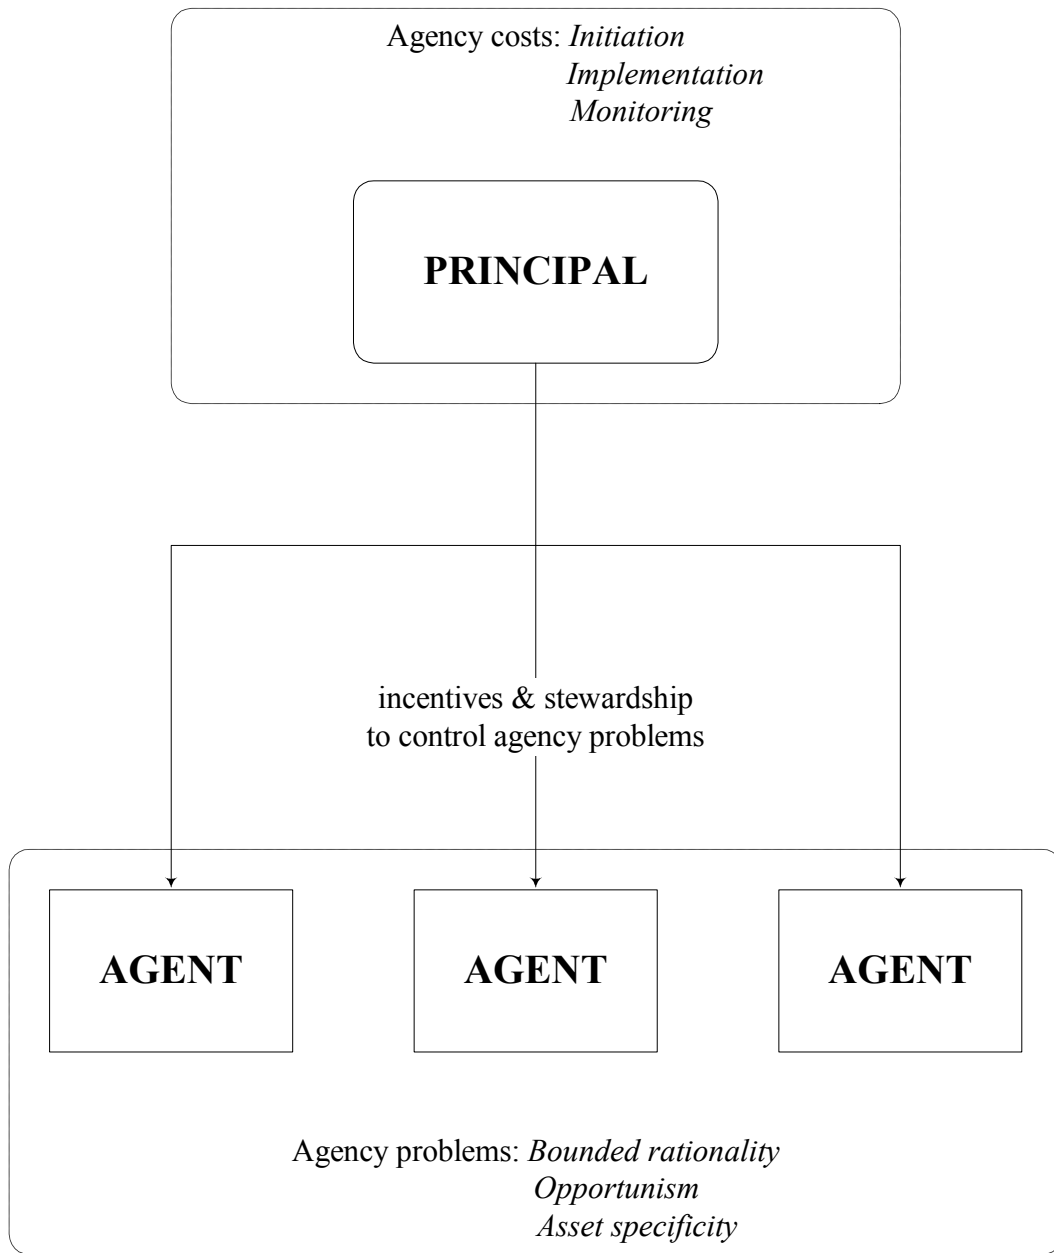 Agency costs: Initiation
Implementation
Monitoring
PRINCIPAL
incentives & stewardship
to control agency problems
AGENT AGENT AGENT
Agency problems: Bounded rationality
Opportunism
Asset specificity